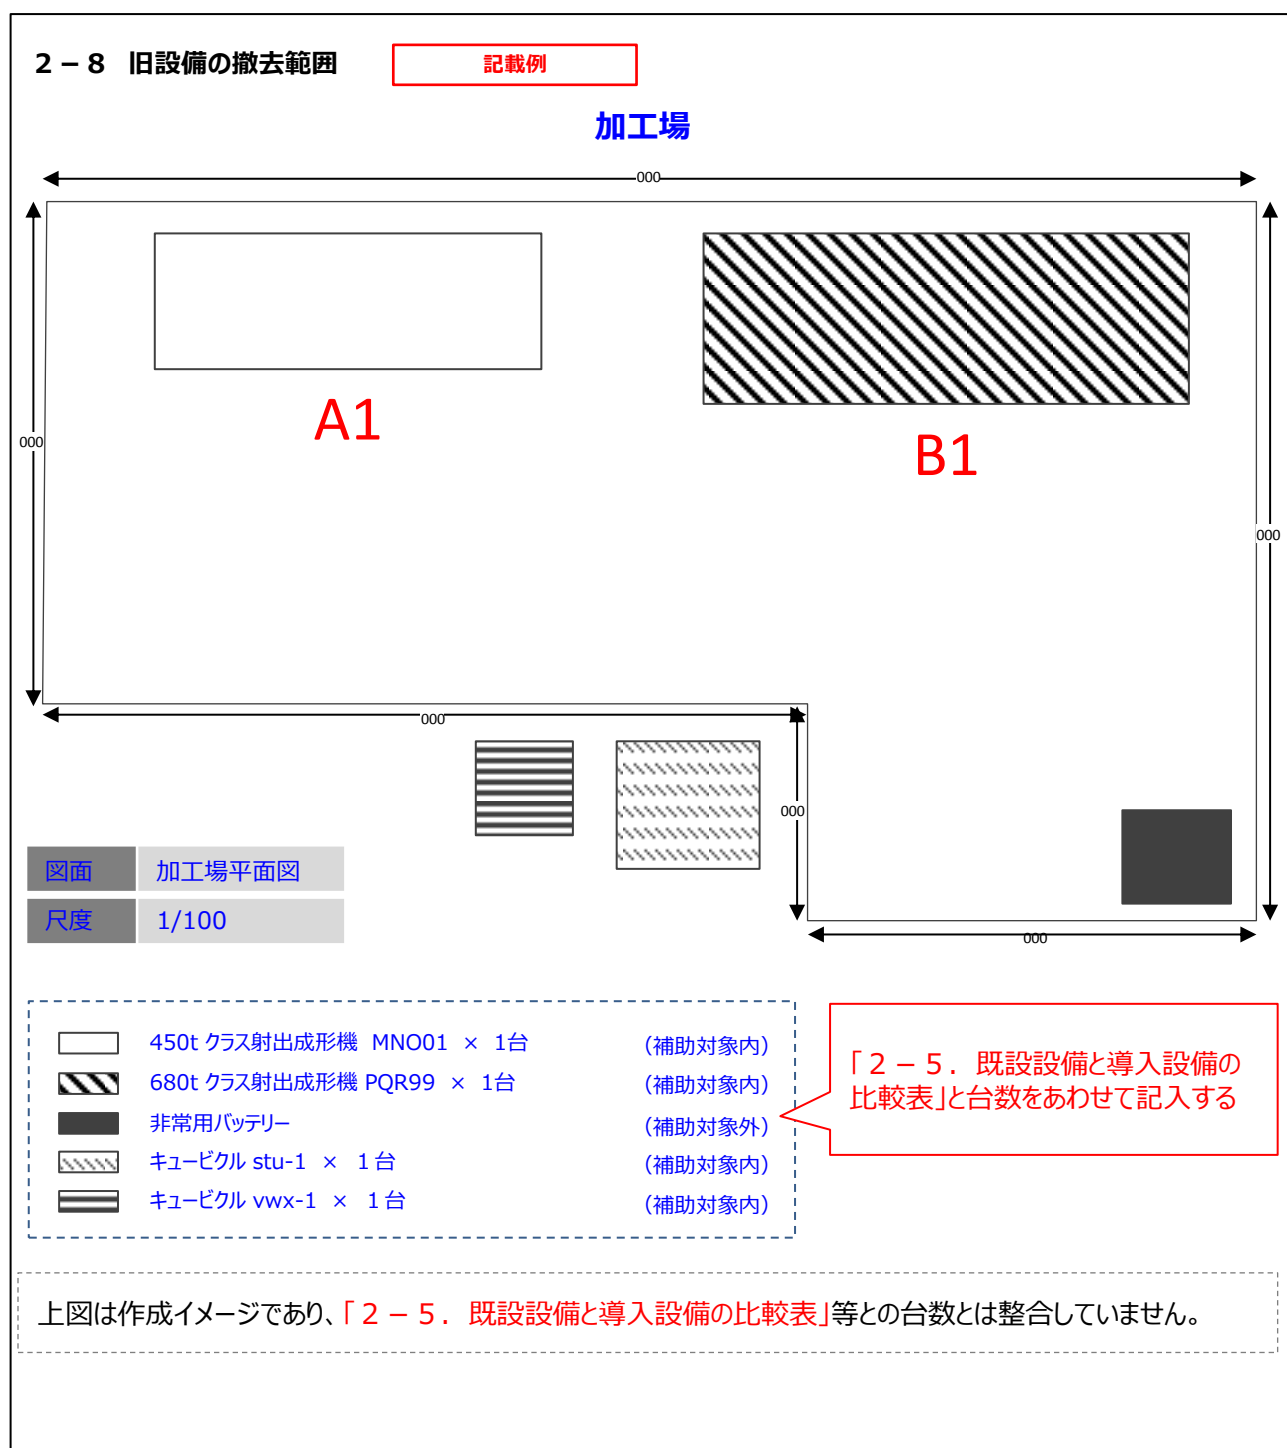 ２－８　旧設備の撤去範囲
記載例
加工場
000
000
A1
B1
000
000
000
000
図面　加工場平面図
尺度　1/100
450t クラス射出成形機 MNO01 × 1台　（補助対象内）
680t クラス射出成形機 PQR99 × 1台　（補助対象内）
非常用バッテリー　（補助対象外）
キュービクル stu-1 × １台　（補助対象内）
キュービクル vwx-1 × １台　（補助対象内）
「２－５．既設設備と導入設備の
比較表」と台数をあわせて記入する
上図は作成イメージであり、「２－５．既設設備と導入設備の比較表」等との台数とは整合していません。